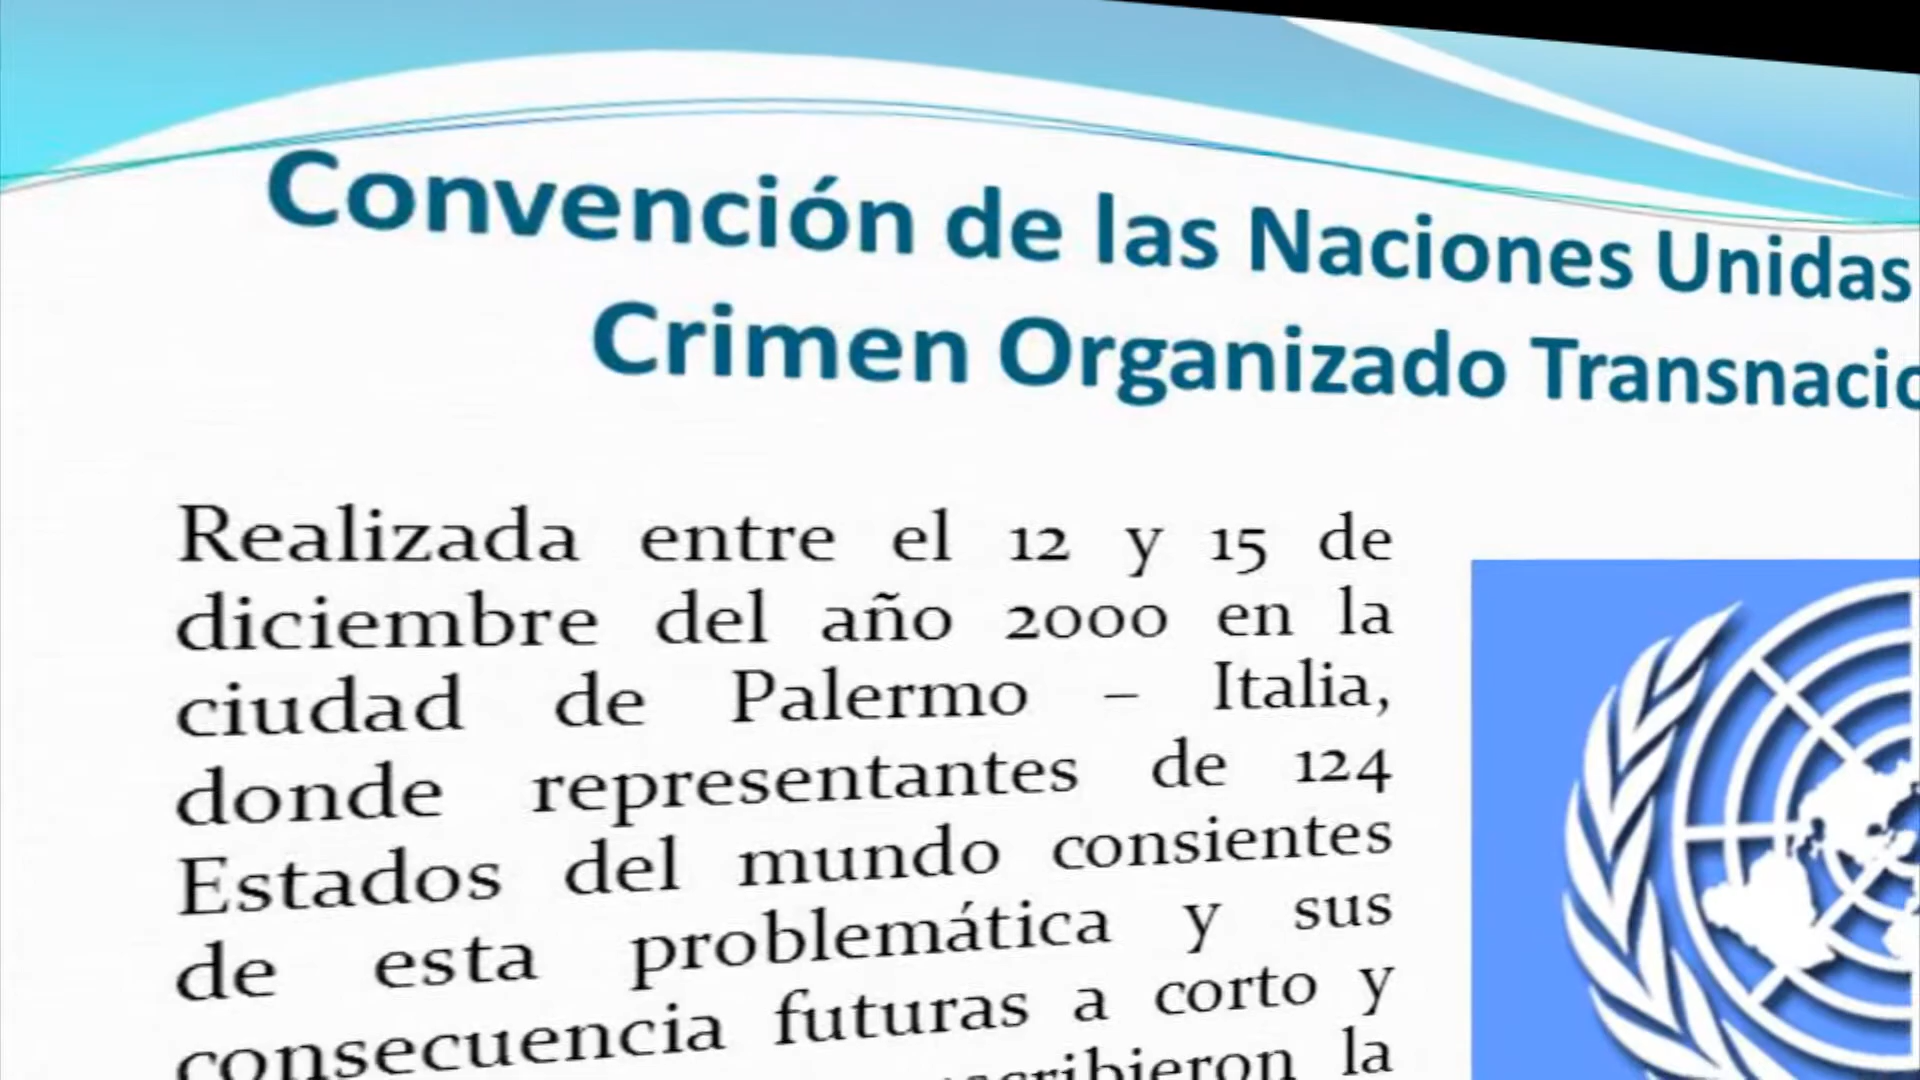 Convención de las Naciones Unidas
Crimen Organizado
Realizada entre el 12 y 15 de
diciembre del año 2000 en la
ciudad de Palermo – Italia,
donde representantes de 124
Estados del mundo consientes
de esta problemática y sus
consecuencia futuras a corto y
la